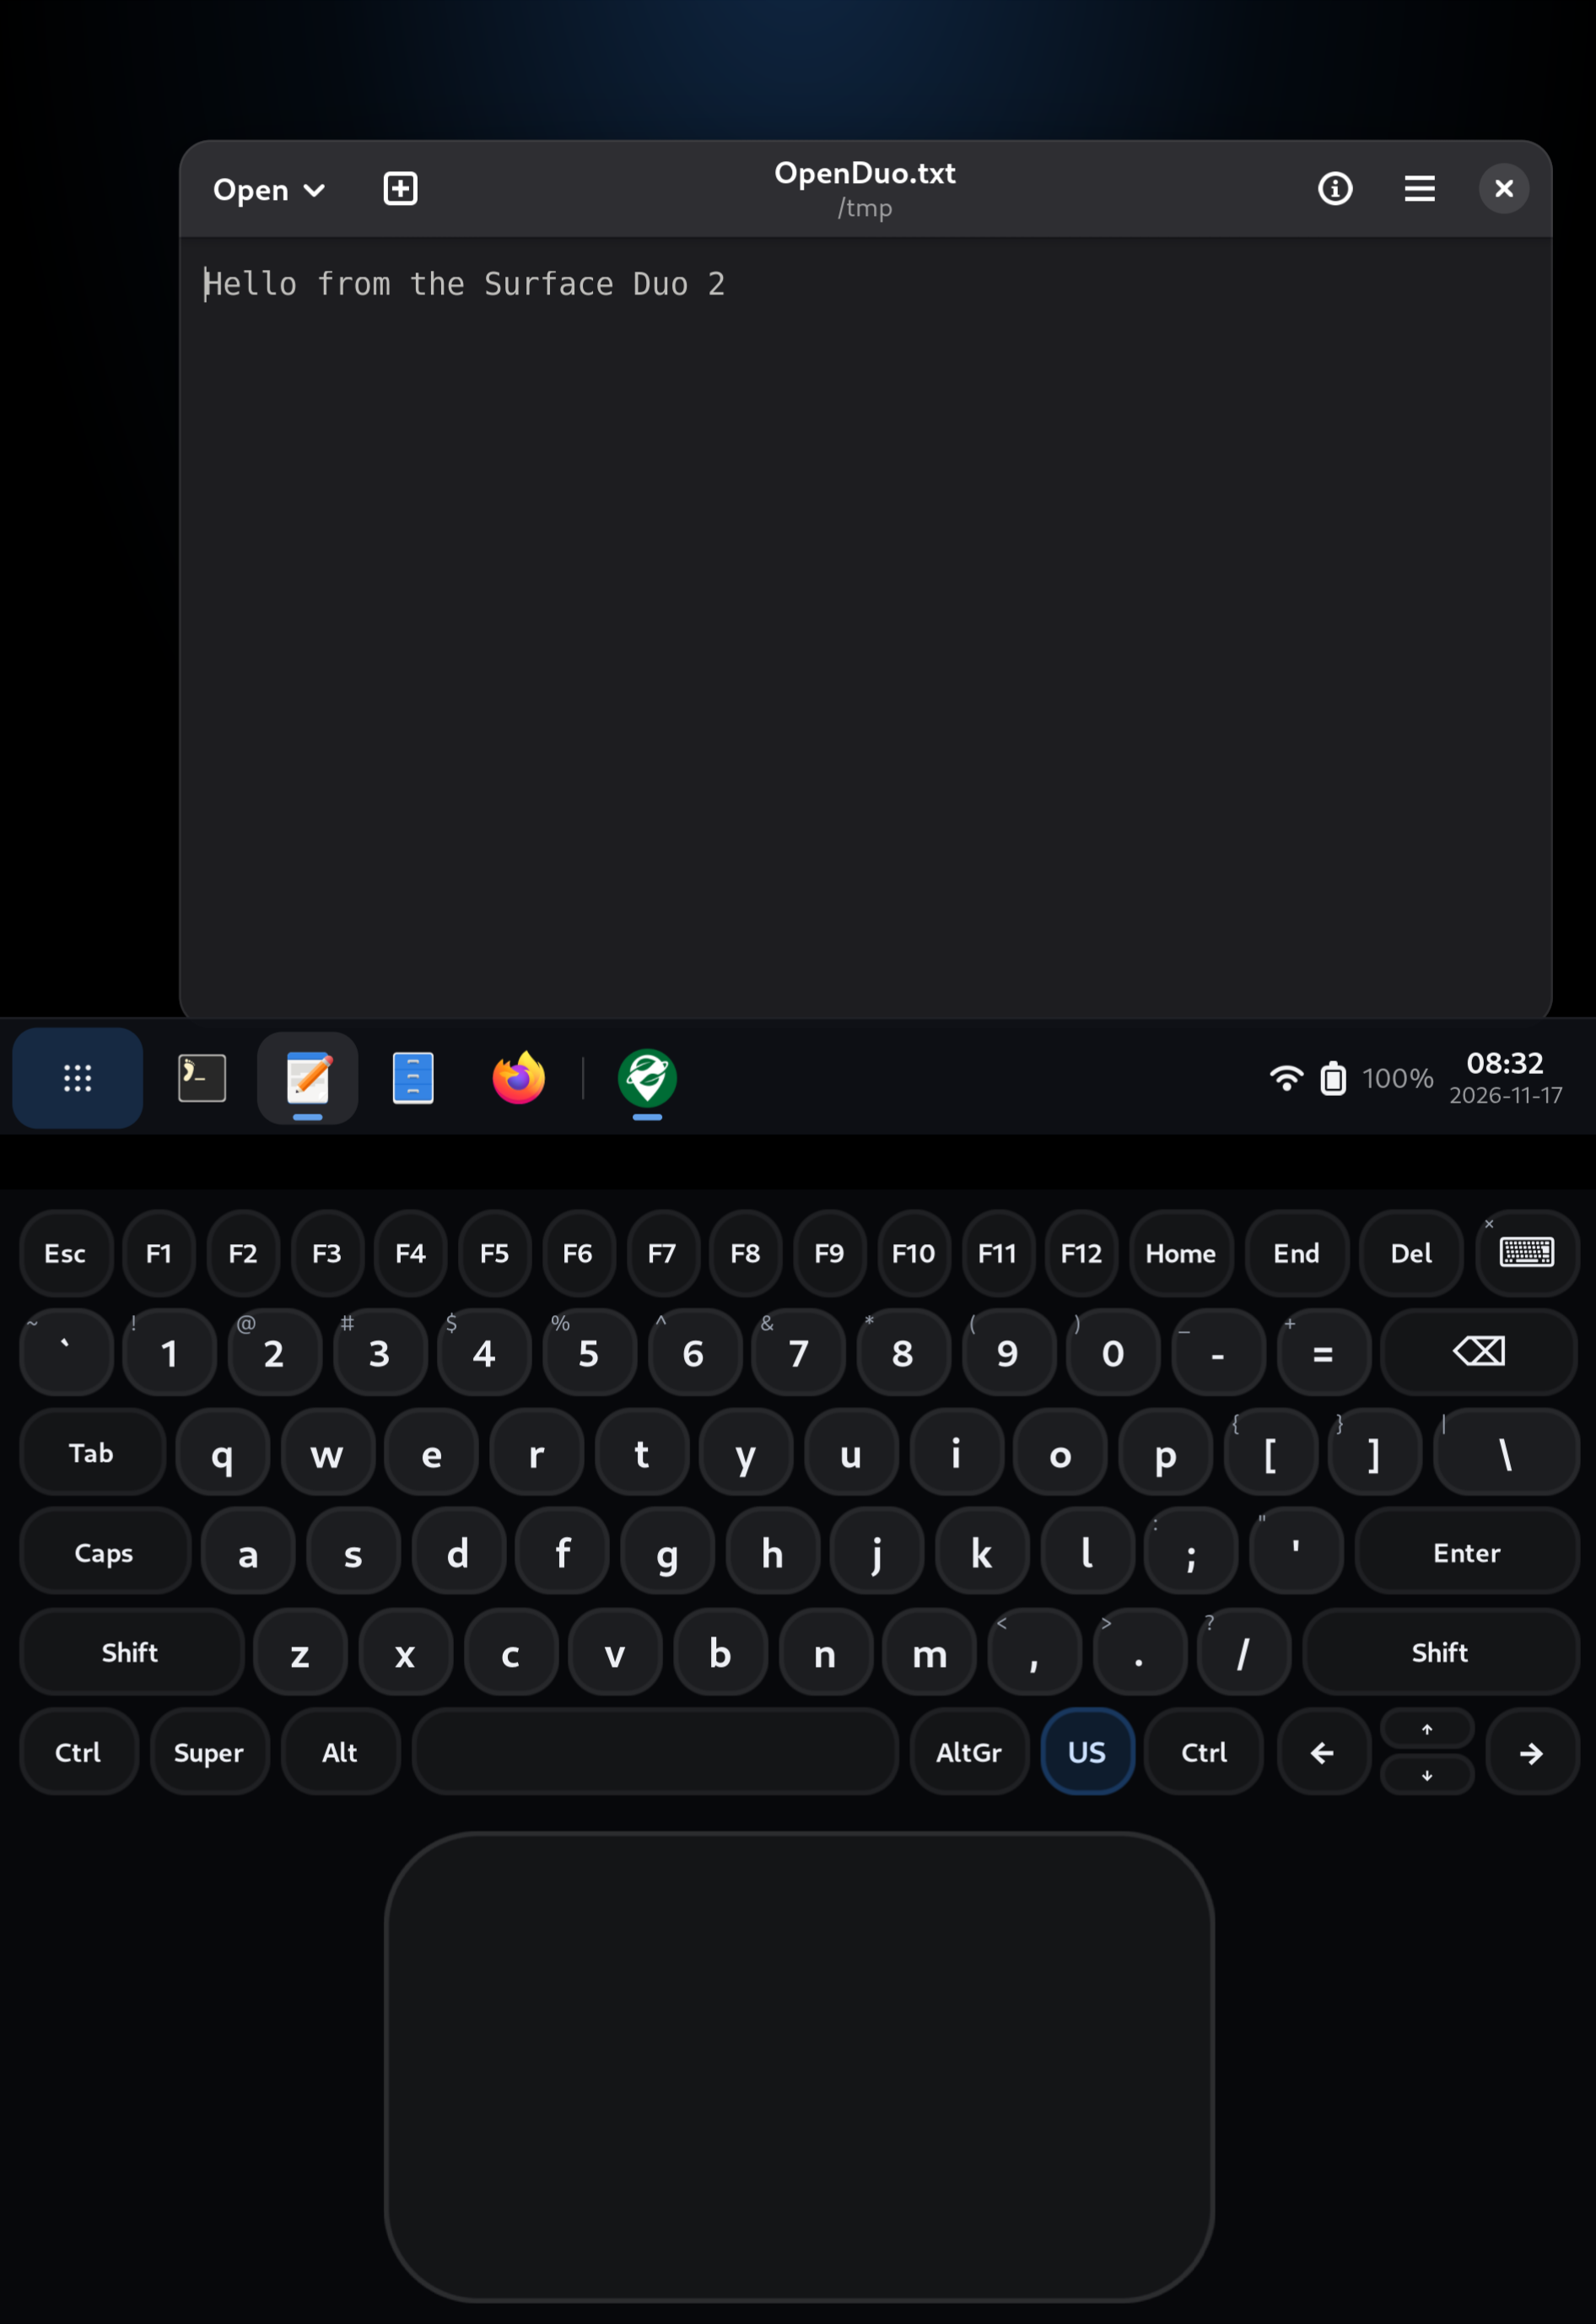 Open
OpenDuo.txt
/tmp
Hello from the Surface Duo 2
100%
08:32
2026-11-17
Esc F1 F2 F3 F4 F5 F6 F7 F8 F9 F10 F11 F12 Home End Del ×
~ ` ! 1 @ 2 # 3 $ 4 % 5 ^ 6 & 7 * 8 ( 9 ) 0 _ - + = ⌫
Tab q w e r t y u i o p { [ } ] | \
Caps a s d f g h j k l : ; " ' Enter
Shift z x c v b n m < , > . ? / Shift
Ctrl Super Alt AltGr US Ctrl ← ↑ ↓ →